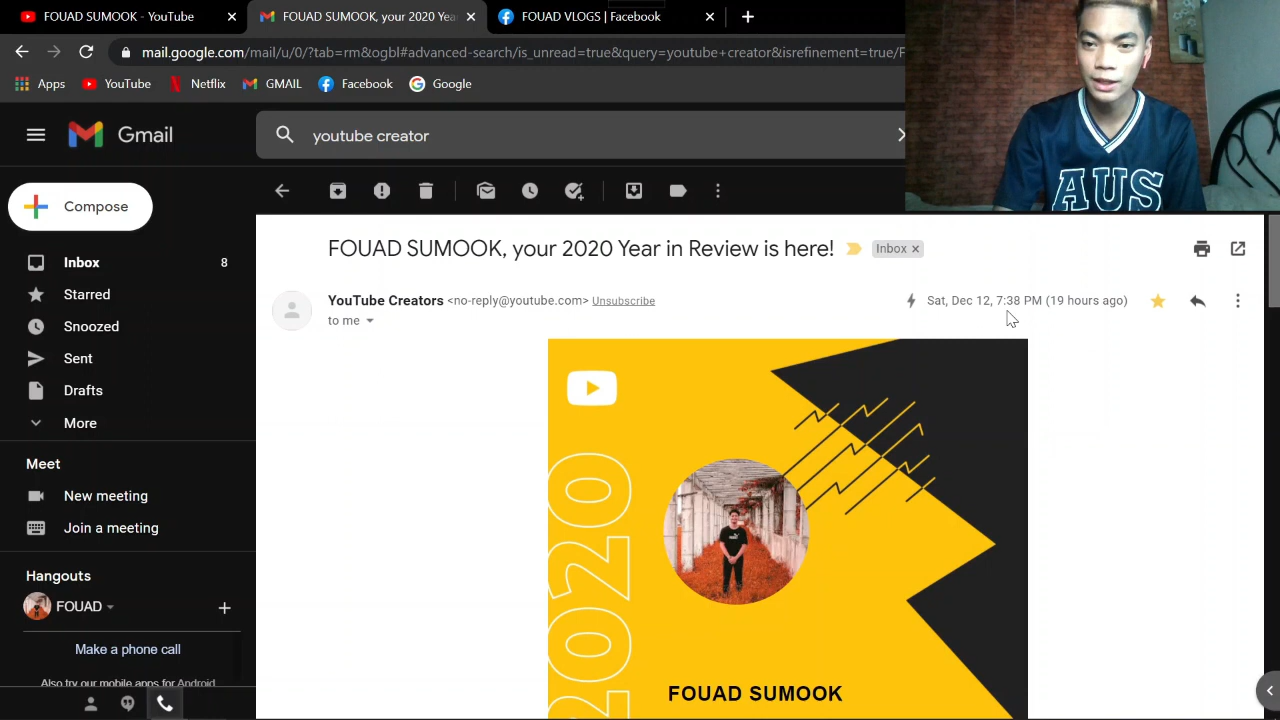 FOUAD SUMOOK - YouTube
FOUAD SUMOOK, your 2020 Yea
FOUAD VLOGS | Facebook
mail.google.com/mail/u/0/?tab=rm&ogbl#advanced-search/is_unread=true&query=youtube+creator&isrefinement=true/F
Apps
YouTube
Netflix
GMAIL
Facebook
Google
Gmail
youtube creator
AUS
Compose
FOUAD SUMOOK, your 2020 Year in Review is here!
Inbox
Inbox 8
YouTube Creators <no-reply@youtube.com> Unsubscribe
Sat, Dec 12, 7:38 PM (19 hours ago)
to me
Starred
Snoozed
Sent
Drafts
More
Meet
New meeting
Join a meeting
Hangouts
FOUAD
Make a phone call
Also try our mobile apps for Android
2020
2020
FOUAD SUMOOK